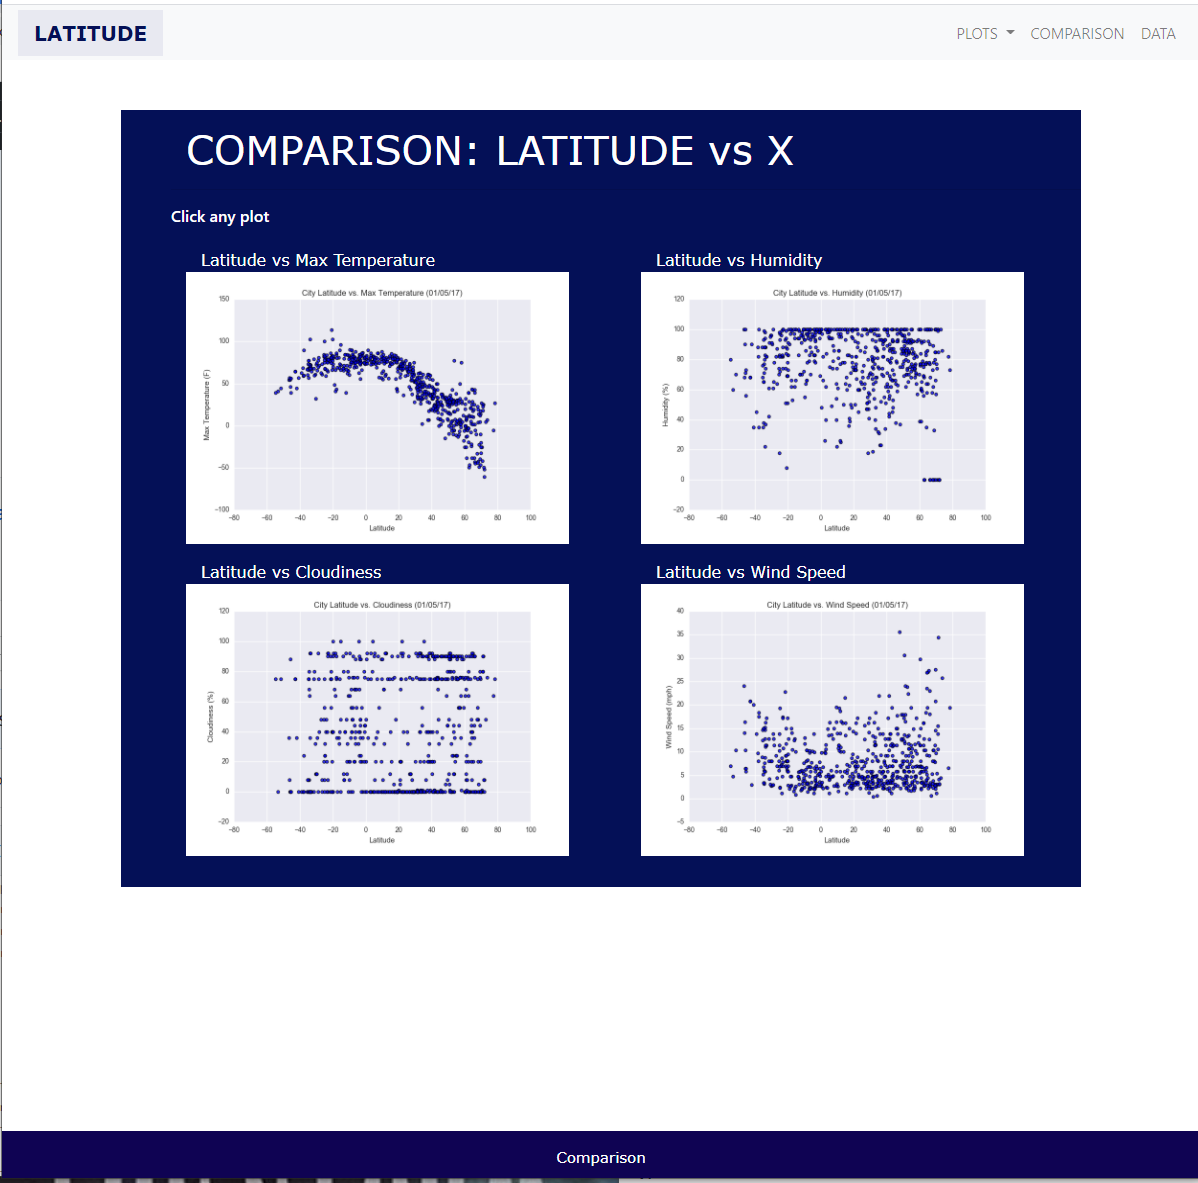 LATITUDE
PLOTS COMPARISON DATA
COMPARISON: LATITUDE vs X
Click any plot
Latitude vs Max Temperature
City Latitude vs. Max Temperature (01/05/17)
150
100
50
0
−50
−100
Max Temperature (F)
−80 −60 −40 −20 0 20 40 60 80 100
Latitude
Latitude vs Humidity
City Latitude vs. Humidity (01/05/17)
120
100
80
60
40
20
0
−20
Humidity (%)
−80 −60 −40 −20 0 20 40 60 80 100
Latitude
Latitude vs Cloudiness
City Latitude vs. Cloudiness (01/05/17)
120
100
80
60
40
20
0
−20
Cloudiness (%)
−80 −60 −40 −20 0 20 40 60 80 100
Latitude
Latitude vs Wind Speed
City Latitude vs. Wind Speed (01/05/17)
40
35
30
25
20
15
10
5
0
−5
Wind Speed (mph)
−80 −60 −40 −20 0 20 40 60 80 100
Latitude
Comparison